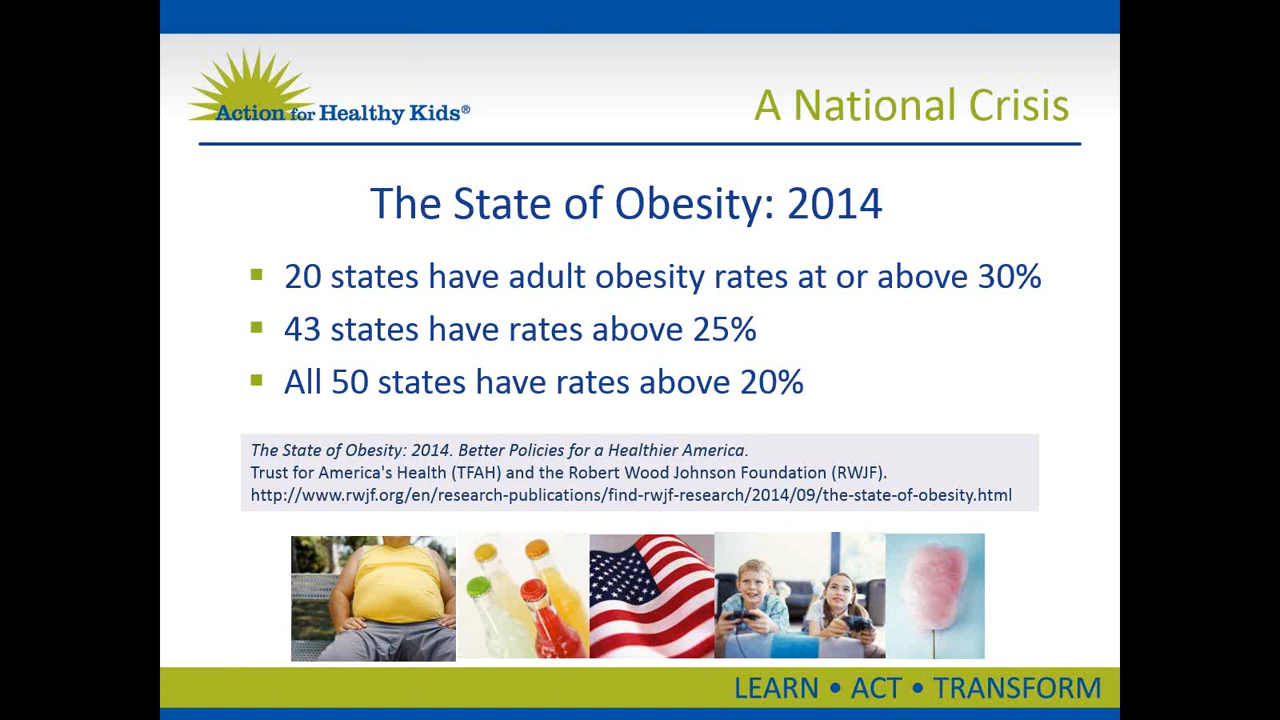 Action for Healthy Kids®
A National Crisis
The State of Obesity: 2014
▪ 20 states have adult obesity rates at or above 30%
▪ 43 states have rates above 25%
▪ All 50 states have rates above 20%
The State of Obesity: 2014. Better Policies for a Healthier America.
Trust for America's Health (TFAH) and the Robert Wood Johnson Foundation (RWJF).
http://www.rwjf.org/en/research-publications/find-rwjf-research/2014/09/the-state-of-obesity.html
LEARN • ACT • TRANSFORM